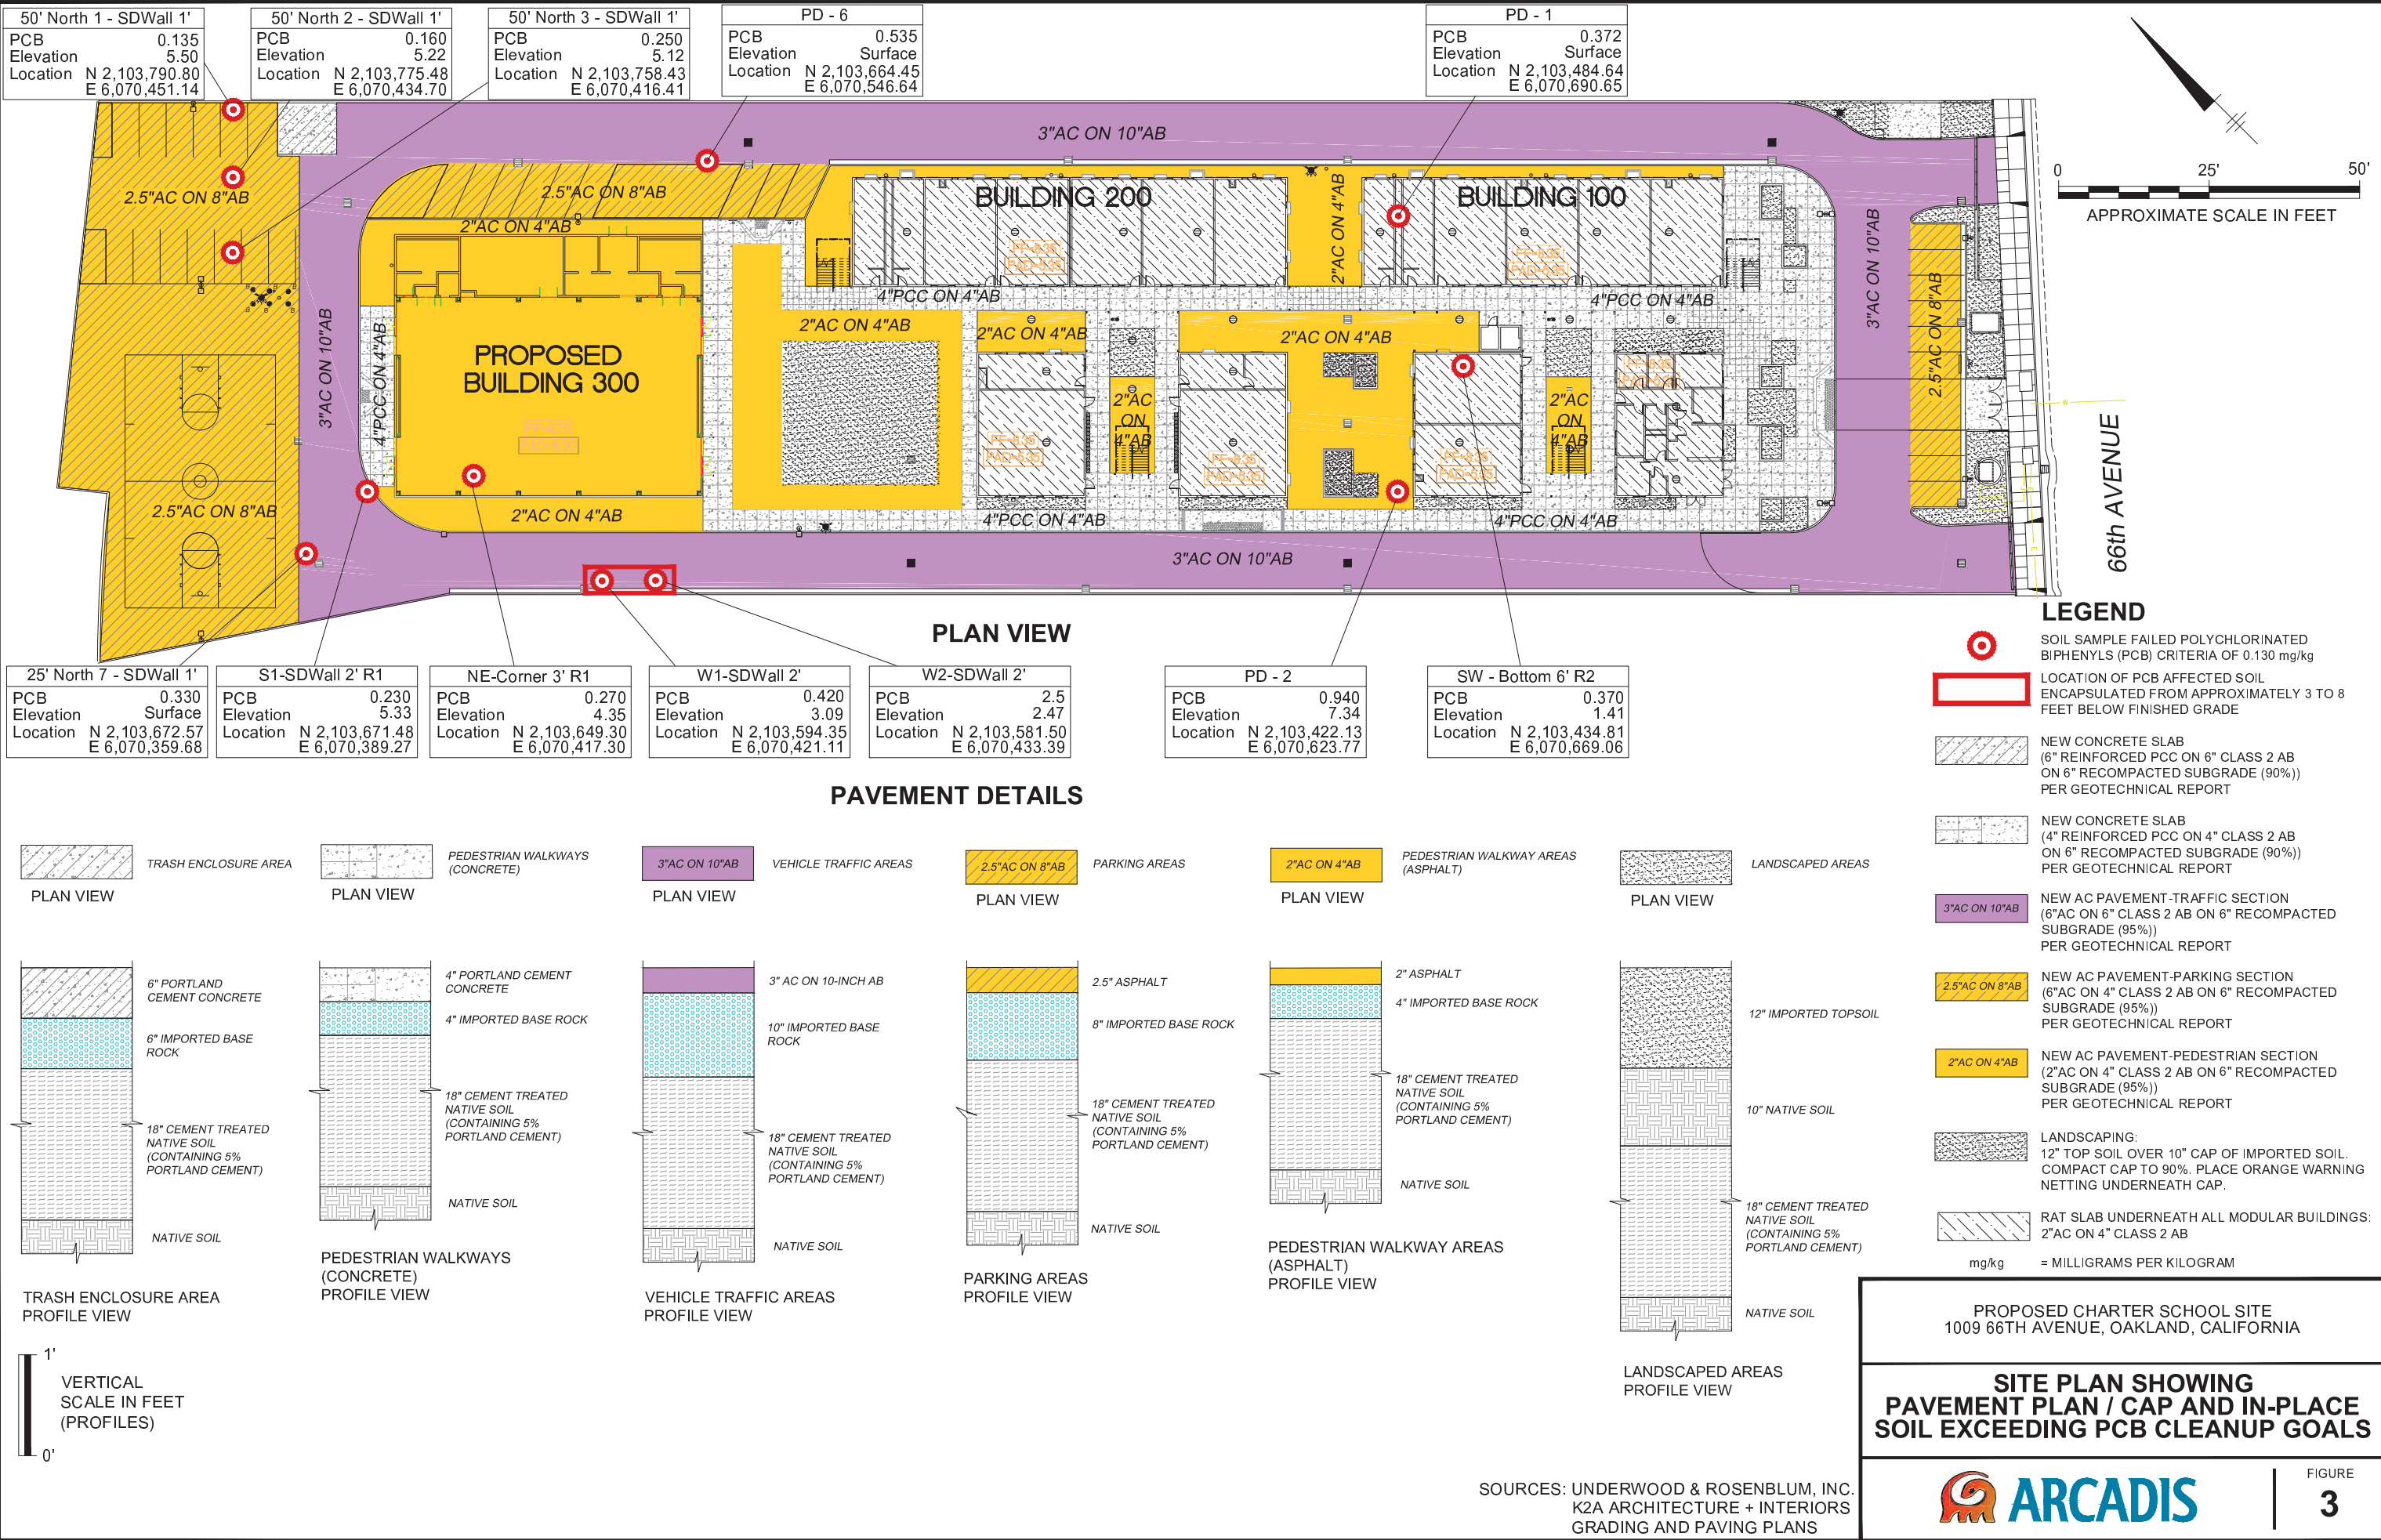 50' North 1 - SDWall 1'
PCB 0.135
Elevation 5.50
Location N 2,103,790.80
E 6,070,451.14
50' North 2 - SDWall 1'
PCB 0.160
Elevation 5.22
Location N 2,103,775.48
E 6,070,434.70
50' North 3 - SDWall 1'
PCB 0.250
Elevation 5.12
Location N 2,103,758.43
E 6,070,416.41
PD - 6
PCB 0.535
Elevation Surface
Location N 2,103,664.45
E 6,070,546.64
PD - 1
PCB 0.372
Elevation Surface
Location N 2,103,484.64
E 6,070,690.65
0 25' 50'
APPROXIMATE SCALE IN FEET
3"AC ON 10"AB
2.5"AC ON 8"AB
2.5"AC ON 8"AB
2"AC ON 4"AB
BUILDING 200
2"AC ON 4"AB
BUILDING 100
FF=6.35
PAD=5.35
FF=6.35
PAD=5.35
3"AC ON 10"AB
2.5"AC ON 8"AB
4"PCC ON 4"AB
4"PCC ON 4"AB
3"AC ON 10"AB
4"PCC ON 4"AB
PROPOSED
BUILDING 300
2"AC ON 4"AB
2"AC ON 4"AB
2"AC ON 4"AB
2"AC
ON
4"AB
2"AC
ON
4"AB
FF=6.35
PAD=5.35
FF=6.35
PAD=5.35
FF=6.35
PAD=5.35
2.5"AC ON 8"AB
2"AC ON 4"AB
4"PCC ON 4"AB
4"PCC ON 4"AB
3"AC ON 10"AB
66th AVENUE
PLAN VIEW
25' North 7 - SDWall 1'
PCB 0.330
Elevation Surface
Location N 2,103,672.57
E 6,070,359.68
S1-SDWall 2' R1
PCB 0.230
Elevation 5.33
Location N 2,103,671.48
E 6,070,389.27
NE-Corner 3' R1
PCB 0.270
Elevation 4.35
Location N 2,103,649.30
E 6,070,417.30
W1-SDWall 2'
PCB 0.420
Elevation 3.09
Location N 2,103,594.35
E 6,070,421.11
W2-SDWall 2'
PCB 2.5
Elevation 2.47
Location N 2,103,581.50
E 6,070,433.39
PD - 2
PCB 0.940
Elevation 7.34
Location N 2,103,422.13
E 6,070,623.77
SW - Bottom 6' R2
PCB 0.370
Elevation 1.41
Location N 2,103,434.81
E 6,070,669.06
LEGEND
SOIL SAMPLE FAILED POLYCHLORINATED
BIPHENYLS (PCB) CRITERIA OF 0.130 mg/kg
LOCATION OF PCB AFFECTED SOIL
ENCAPSULATED FROM APPROXIMATELY 3 TO 8
FEET BELOW FINISHED GRADE
NEW CONCRETE SLAB
(6" REINFORCED PCC ON 6" CLASS 2 AB
ON 6" RECOMPACTED SUBGRADE (90%))
PER GEOTECHNICAL REPORT
NEW CONCRETE SLAB
(4" REINFORCED PCC ON 4" CLASS 2 AB
ON 6" RECOMPACTED SUBGRADE (90%))
PER GEOTECHNICAL REPORT
3"AC ON 10"AB
NEW AC PAVEMENT-TRAFFIC SECTION
(6"AC ON 6" CLASS 2 AB ON 6" RECOMPACTED
SUBGRADE (95%))
PER GEOTECHNICAL REPORT
2.5"AC ON 8"AB
NEW AC PAVEMENT-PARKING SECTION
(6"AC ON 4" CLASS 2 AB ON 6" RECOMPACTED
SUBGRADE (95%))
PER GEOTECHNICAL REPORT
2"AC ON 4"AB
NEW AC PAVEMENT-PEDESTRIAN SECTION
(2"AC ON 4" CLASS 2 AB ON 6" RECOMPACTED
SUBGRADE (95%))
PER GEOTECHNICAL REPORT
LANDSCAPING:
12" TOP SOIL OVER 10" CAP OF IMPORTED SOIL.
COMPACT CAP TO 90%. PLACE ORANGE WARNING
NETTING UNDERNEATH CAP.
RAT SLAB UNDERNEATH ALL MODULAR BUILDINGS:
2"AC ON 4" CLASS 2 AB
mg/kg = MILLIGRAMS PER KILOGRAM
PAVEMENT DETAILS
TRASH ENCLOSURE AREA
PLAN VIEW
PEDESTRIAN WALKWAYS
(CONCRETE)
PLAN VIEW
3"AC ON 10"AB
VEHICLE TRAFFIC AREAS
PLAN VIEW
2.5"AC ON 8"AB
PARKING AREAS
PLAN VIEW
2"AC ON 4"AB
PEDESTRIAN WALKWAY AREAS
(ASPHALT)
PLAN VIEW
LANDSCAPED AREAS
PLAN VIEW
6" PORTLAND
CEMENT CONCRETE
6" IMPORTED BASE
ROCK
18" CEMENT TREATED
NATIVE SOIL
(CONTAINING 5%
PORTLAND CEMENT)
NATIVE SOIL
TRASH ENCLOSURE AREA
PROFILE VIEW
4" PORTLAND CEMENT
CONCRETE
4" IMPORTED BASE ROCK
18" CEMENT TREATED
NATIVE SOIL
(CONTAINING 5%
PORTLAND CEMENT)
NATIVE SOIL
PEDESTRIAN WALKWAYS
(CONCRETE)
PROFILE VIEW
3" AC ON 10-INCH AB
10" IMPORTED BASE
ROCK
18" CEMENT TREATED
NATIVE SOIL
(CONTAINING 5%
PORTLAND CEMENT)
NATIVE SOIL
VEHICLE TRAFFIC AREAS
PROFILE VIEW
2.5" ASPHALT
8" IMPORTED BASE ROCK
18" CEMENT TREATED
NATIVE SOIL
(CONTAINING 5%
PORTLAND CEMENT)
NATIVE SOIL
PARKING AREAS
PROFILE VIEW
2" ASPHALT
4" IMPORTED BASE ROCK
18" CEMENT TREATED
NATIVE SOIL
(CONTAINING 5%
PORTLAND CEMENT)
NATIVE SOIL
PEDESTRIAN WALKWAY AREAS
(ASPHALT)
PROFILE VIEW
12" IMPORTED TOPSOIL
10" NATIVE SOIL
18" CEMENT TREATED
NATIVE SOIL
(CONTAINING 5%
PORTLAND CEMENT)
NATIVE SOIL
LANDSCAPED AREAS
PROFILE VIEW
1'
VERTICAL
SCALE IN FEET
(PROFILES)
0'
SOURCES: UNDERWOOD & ROSENBLUM, INC.
K2A ARCHITECTURE + INTERIORS
GRADING AND PAVING PLANS
PROPOSED CHARTER SCHOOL SITE
1009 66TH AVENUE, OAKLAND, CALIFORNIA
SITE PLAN SHOWING
PAVEMENT PLAN / CAP AND IN-PLACE
SOIL EXCEEDING PCB CLEANUP GOALS
ARCADIS
FIGURE
3